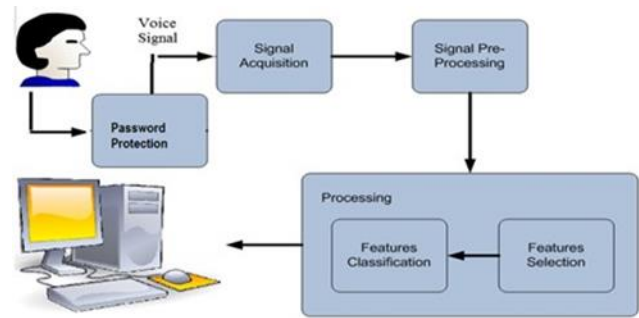 Voice
Signal
Signal
Acquisition
Signal Pre-
Processing
Password
Protection
Processing
Features
Classification
Features
Selection